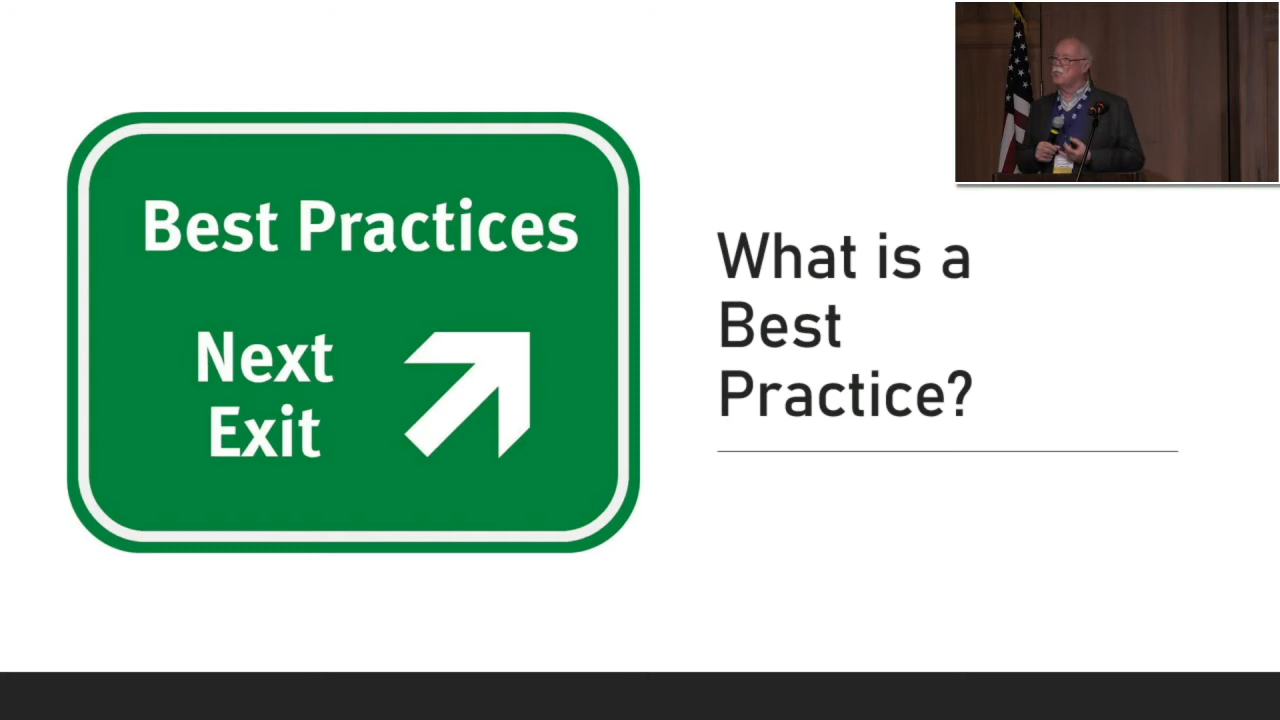 Best Practices
Next
Exit
What is a
Best
Practice?